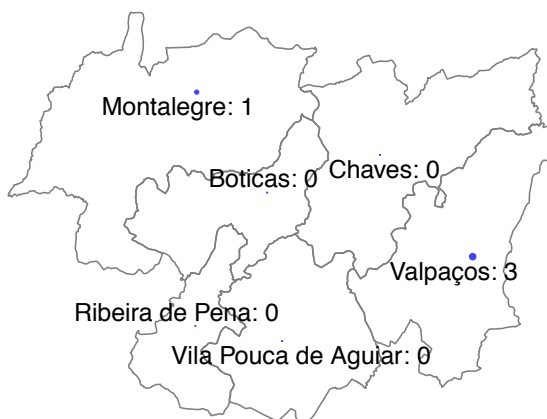 Montalegre: 1
Boticas: 0
Chaves: 0
Valpaços: 3
Ribeira de Pena: 0
Vila Pouca de Aguiar: 0